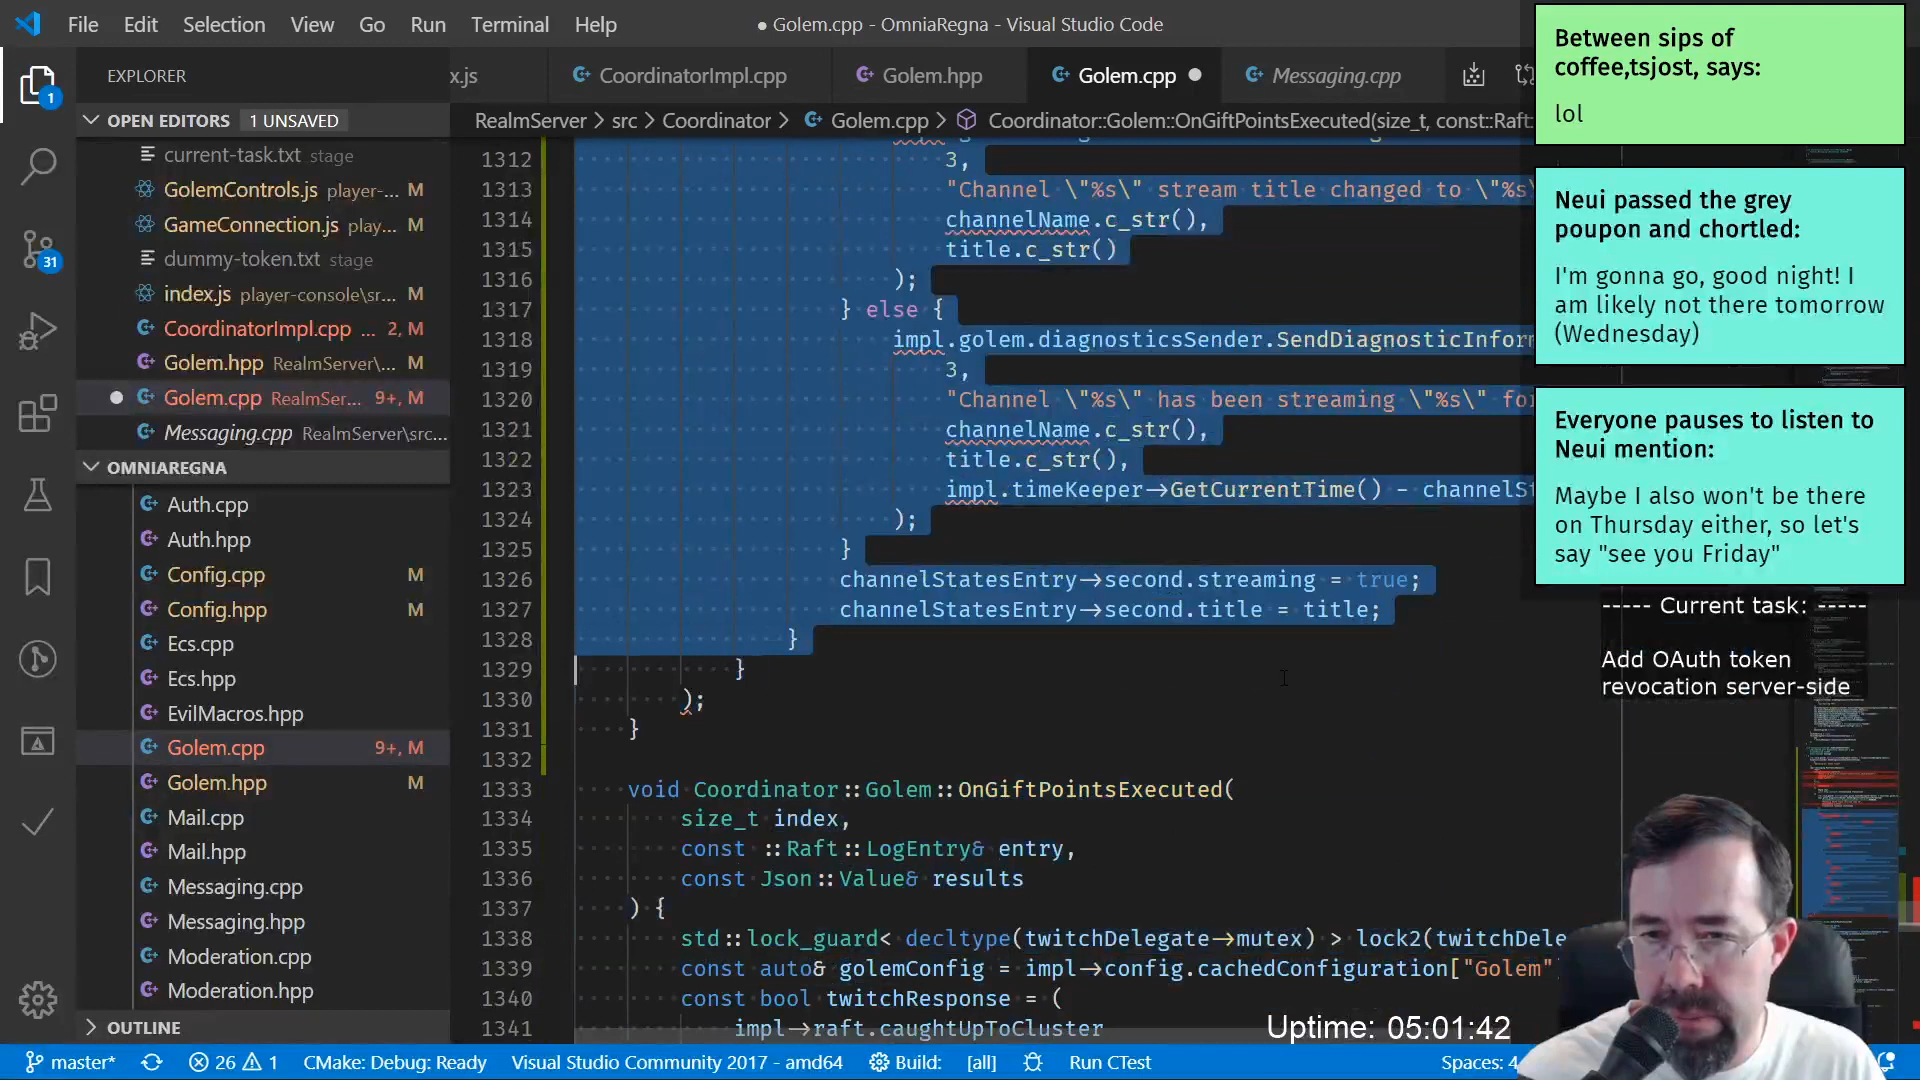 File Edit Selection View Go Run Terminal Help
● Golem.cpp - OmniaRegna - Visual Studio Code
EXPLORER
x.js CoordinatorImpl.cpp Golem.hpp Golem.cpp Messaging.cpp
OPEN EDITORS 1 UNSAVED
RealmServer > src > Coordinator > Golem.cpp > Coordinator::Golem::OnGiftPointsExecuted(size_t, const::Raft:
current-task.txt stage
GolemControls.js player-... M
GameConnection.js play... M
dummy-token.txt stage
index.js player-console\sr... M
CoordinatorImpl.cpp ... 2, M
Golem.hpp RealmServer\... M
Golem.cpp RealmSer... 9+, M
Messaging.cpp RealmServer\src...
OMNIAREGNA
Auth.cpp
Auth.hpp
Config.cpp M
Config.hpp M
Ecs.cpp
Ecs.hpp
EvilMacros.hpp
Golem.cpp 9+, M
Golem.hpp M
Mail.cpp
Mail.hpp
Messaging.cpp
Messaging.hpp
Moderation.cpp
Moderation.hpp
OUTLINE
1
31
1312 3,
1313 "Channel \"%s\" stream title changed to \"%s\
1314 channelName.c_str(),
1315 title.c_str()
1316 );
1317 } else {
1318 impl.golem.diagnosticsSender.SendDiagnosticInform
1319 3,
1320 "Channel \"%s\" has been streaming \"%s\" fo
1321 channelName.c_str(),
1322 title.c_str(),
1323 impl.timeKeeper->GetCurrentTime() - channelSt
1324 );
1325 }
1326 channelStatesEntry->second.streaming = true;
1327 channelStatesEntry->second.title = title;
1328 }
1329 }
1330 );
1331 }
1332
1333 void Coordinator::Golem::OnGiftPointsExecuted(
1334 size_t index,
1335 const ::Raft::LogEntry& entry,
1336 const Json::Value& results
1337 ) {
1338 std::lock_guard< decltype(twitchDelegate->mutex) > lock2(twitchDele
1339 const auto& golemConfig = impl->config.cachedConfiguration["Golem"
1340 const bool twitchResponse = (
1341 impl->raft.caughtUpToCluster
Between sips of
coffee,tsjost, says:
lol
Neui passed the grey
poupon and chortled:
I'm gonna go, good night! I
am likely not there tomorrow
(Wednesday)
Everyone pauses to listen to
Neui mention:
Maybe I also won't be there
on Thursday either, so let's
say "see you Friday"
----- Current task: -----
Add OAuth token
revocation server-side
Uptime: 05:01:42
master* 26 1 CMake: Debug: Ready Visual Studio Community 2017 - amd64 Build: [all] Run CTest Spaces: 4